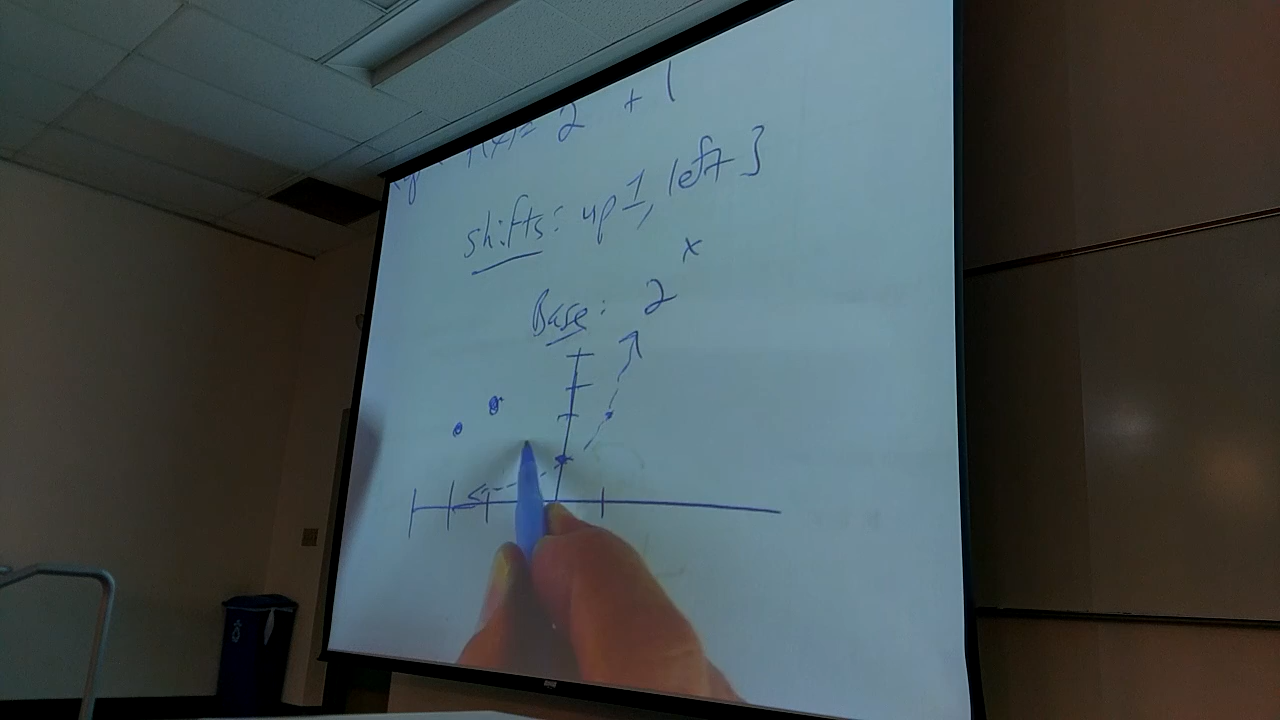 f(x) = 2 + 1
shifts: up 1, left 3
Base: 2^x